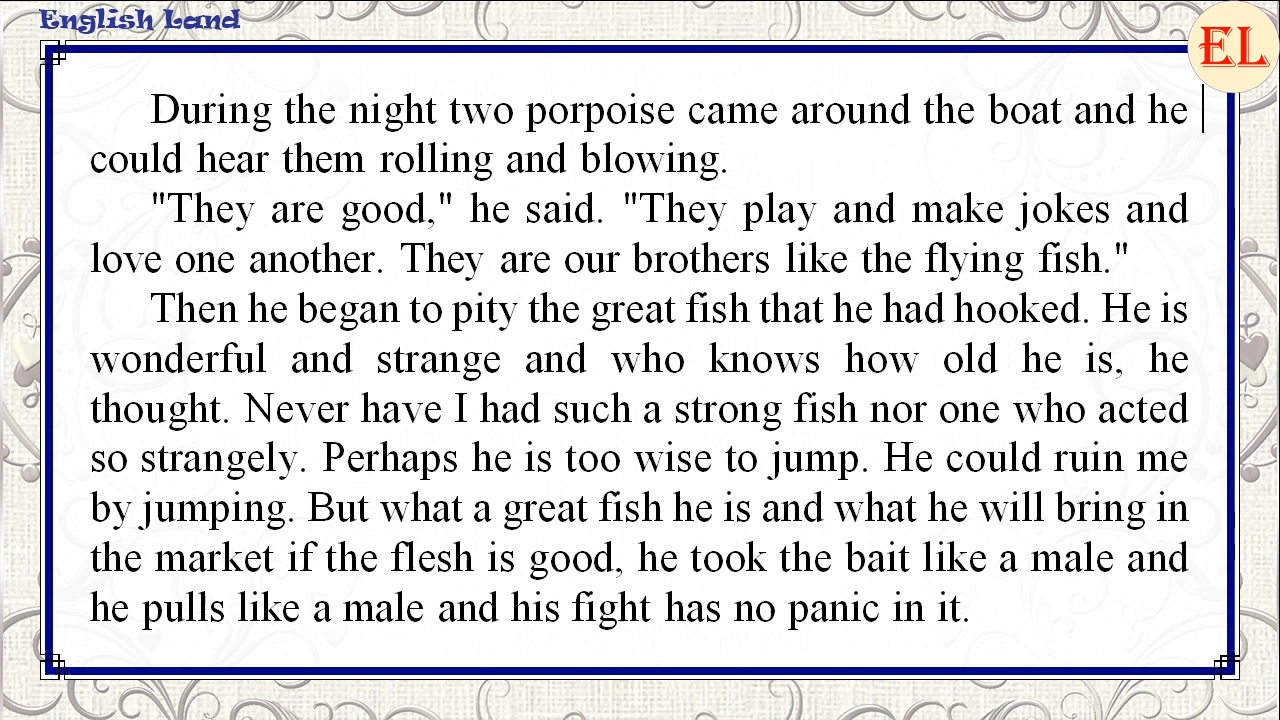 English Land
EL
During the night two porpoise came around the boat and he
could hear them rolling and blowing.
"They are good," he said. "They play and make jokes and
love one another. They are our brothers like the flying fish."
Then he began to pity the great fish that he had hooked. He is
wonderful and strange and who knows how old he is, he
thought. Never have I had such a strong fish nor one who acted
so strangely. Perhaps he is too wise to jump. He could ruin me
by jumping. But what a great fish he is and what he will bring in
the market if the flesh is good, he took the bait like a male and
he pulls like a male and his fight has no panic in it.